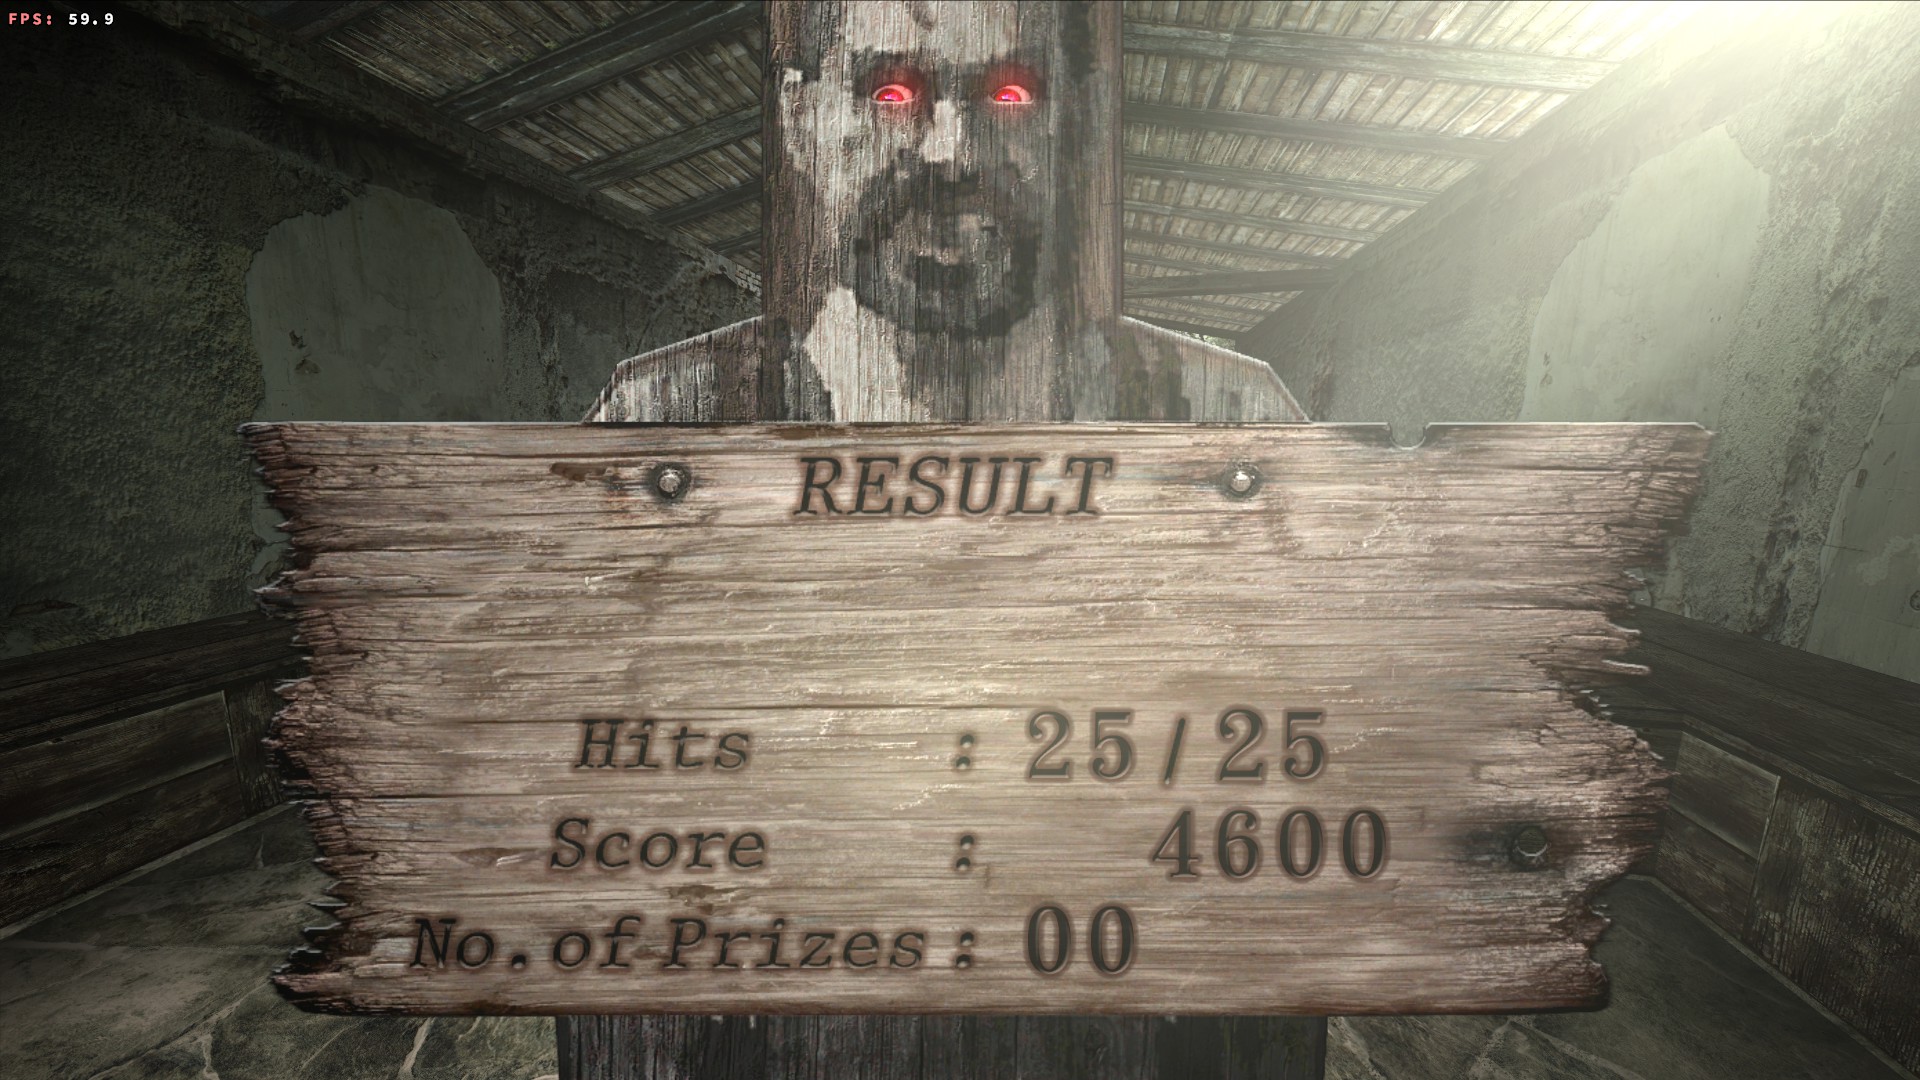 FPS: 59.9
RESULT
Hits : 25/25
Score : 4600
No. of Prizes : 00